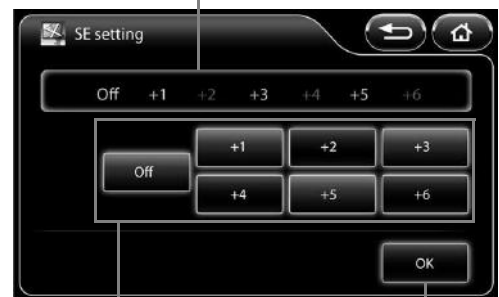 SE setting
Off +1 +2 +3 +4 +5 +6
+1 +2 +3
Off
+4 +5 +6
OK